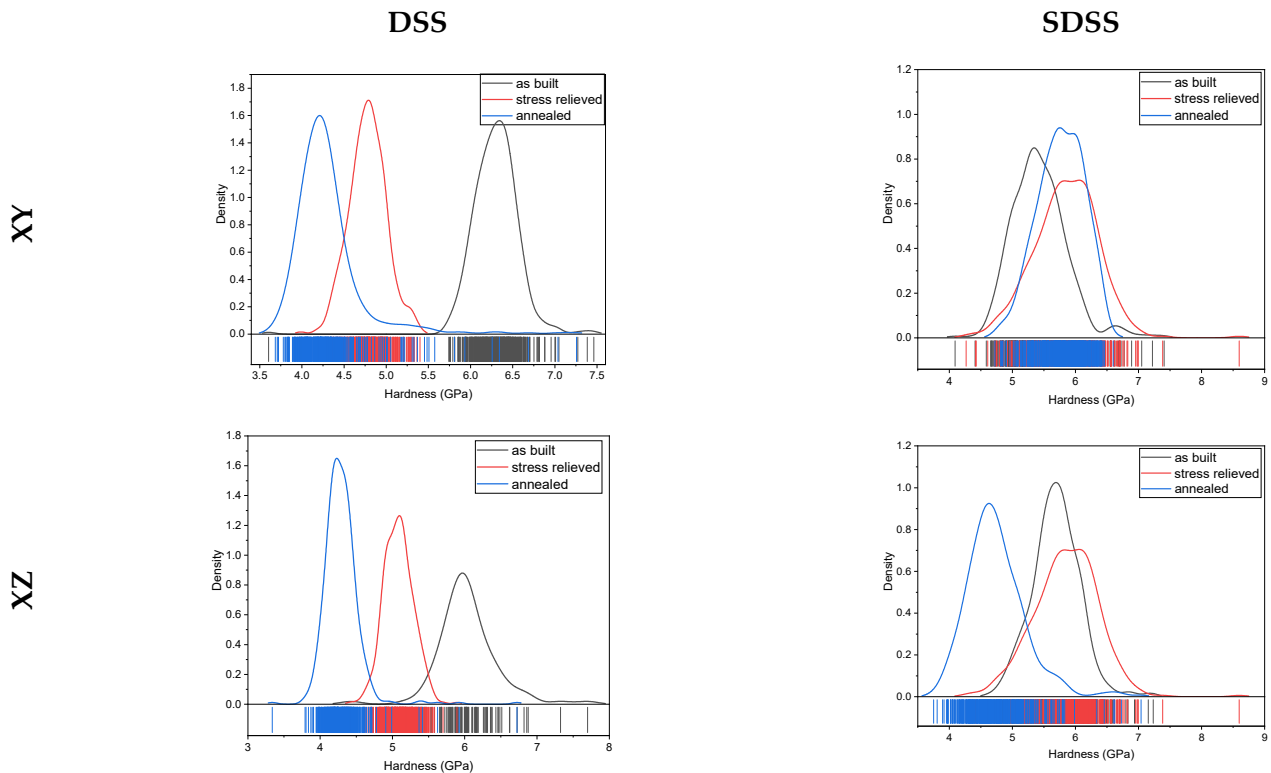 DSS
SDSS
XY
1.8
1.6
1.4
1.2
1.0
0.8
0.6
0.4
0.2
0.0
Density
as built
stress relieved
annealed
3.5 4.0 4.5 5.0 5.5 6.0 6.5 7.0 7.5
Hardness (GPa)
1.2
1.0
0.8
0.6
0.4
0.2
0.0
Density
as built
stress relieved
annealed
4 5 6 7 8 9
Hardness (GPa)
XZ
1.8
1.6
1.4
1.2
1.0
0.8
0.6
0.4
0.2
0.0
Density
as built
stress relieved
annealed
3 4 5 6 7 8
Hardness (GPa)
1.2
1.0
0.8
0.6
0.4
0.2
0.0
Density
as built
stress relieved
annealed
4 5 6 7 8 9
Hardness (GPa)